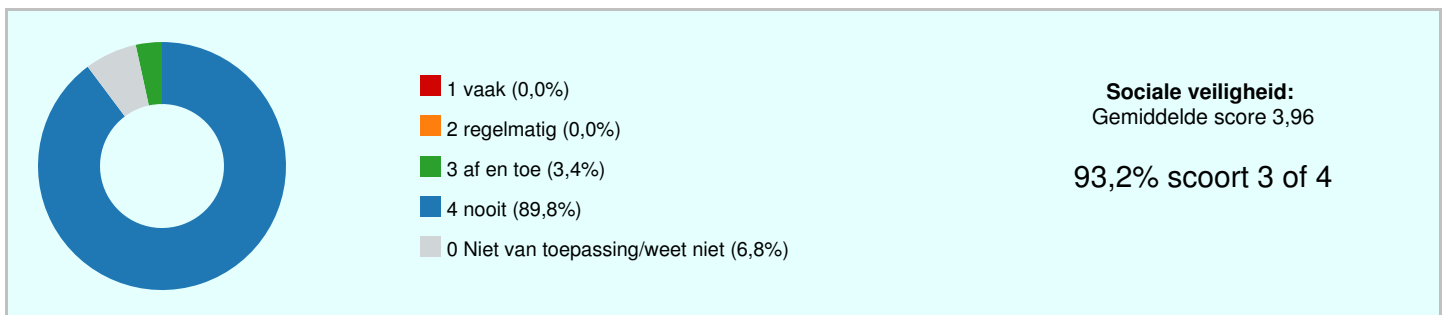 1 vaak (0,0%)
2 regelmatig (0,0%)
3 af en toe (3,4%)
4 nooit (89,8%)
0 Niet van toepassing/weet niet (6,8%)
Sociale veiligheid:
Gemiddelde score 3,96
93,2% scoort 3 of 4